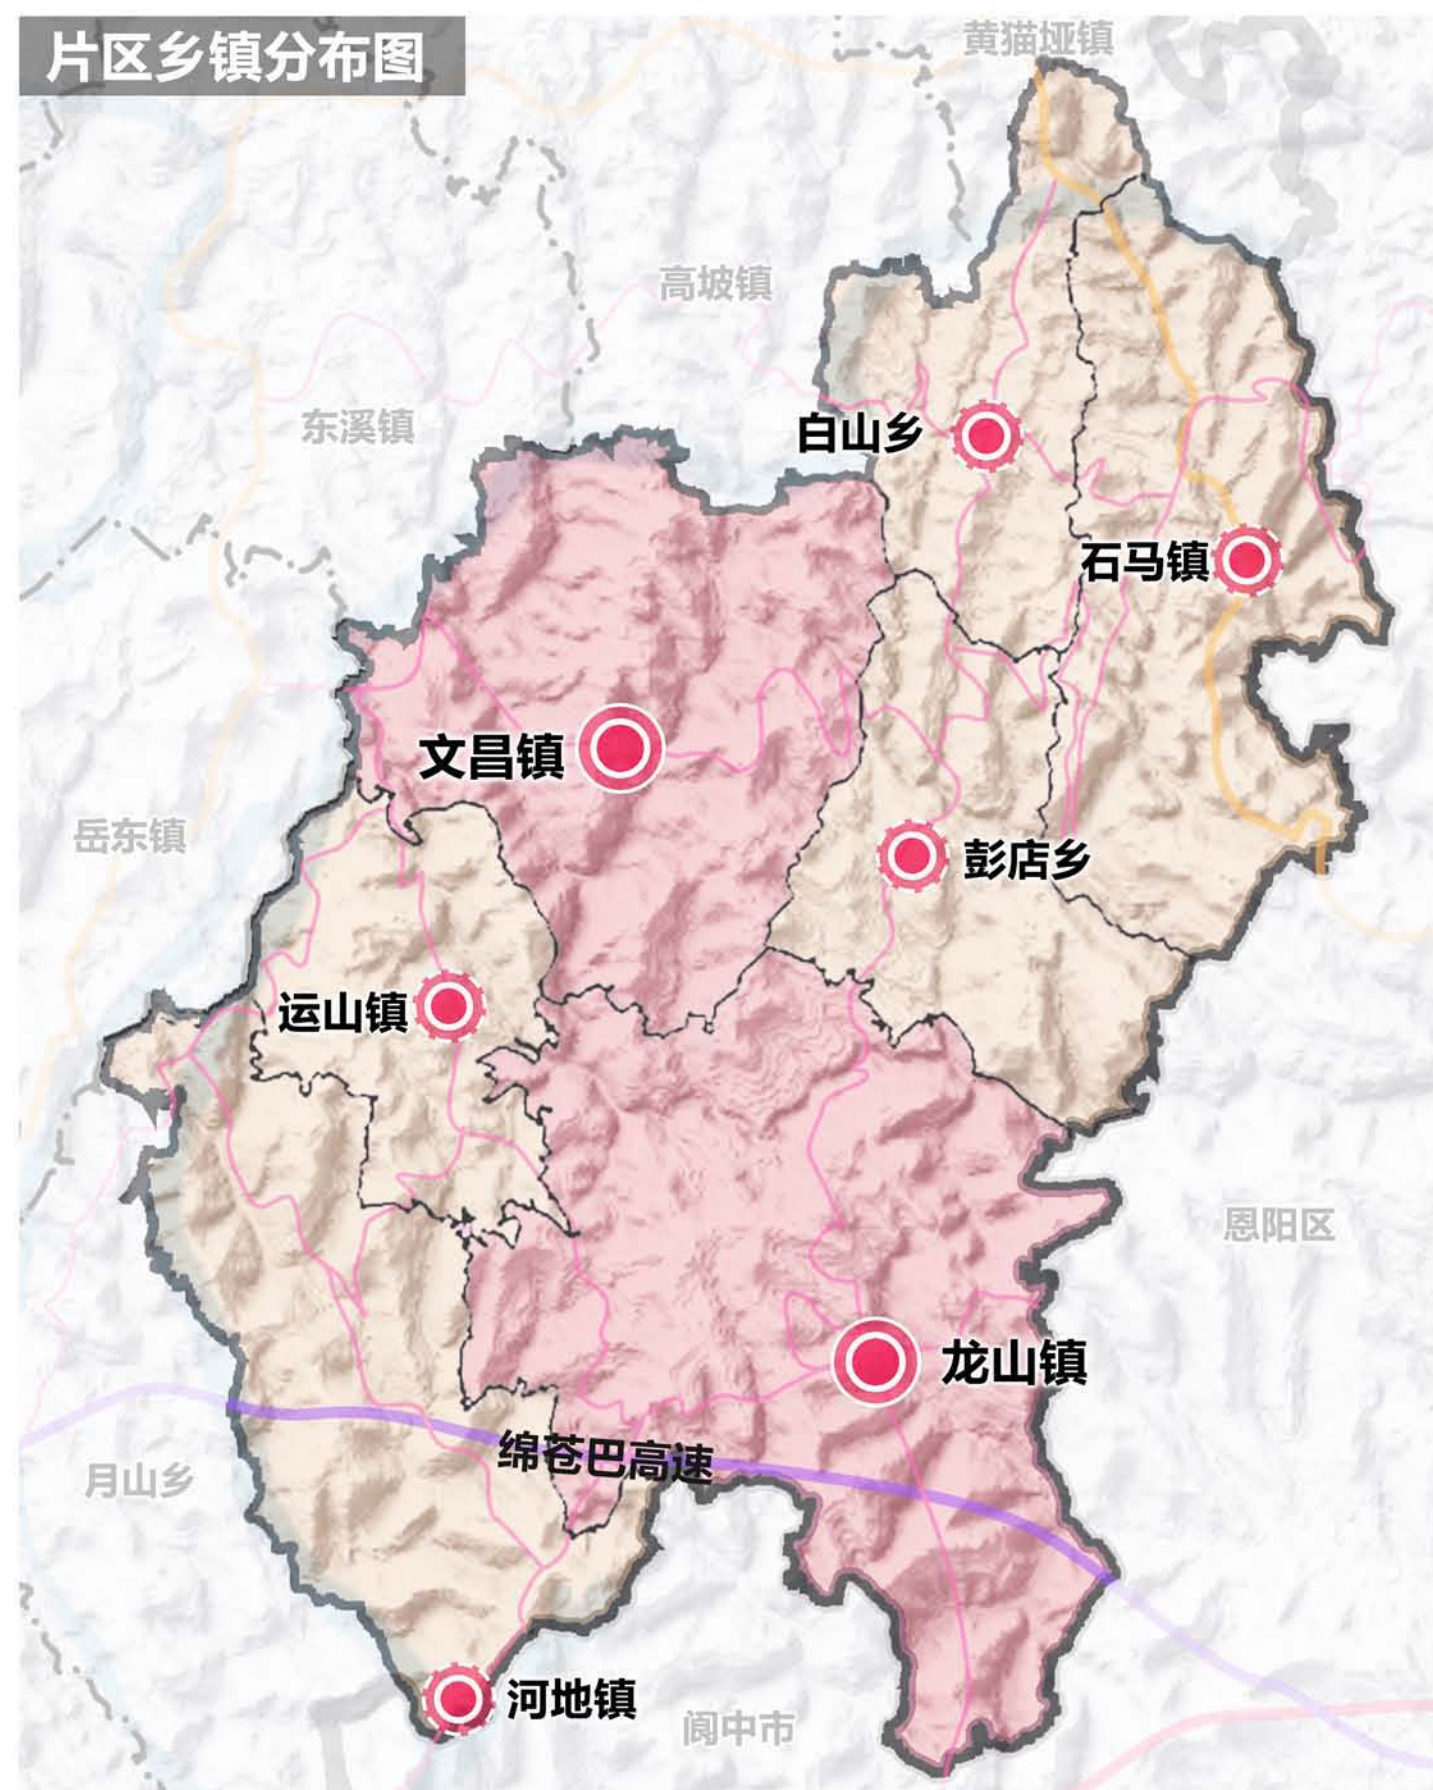 片区乡镇分布图
黄猫垭镇
高坡镇
东溪镇
白山乡
石马镇
文昌镇
岳东镇
彭店乡
运山镇
恩阳区
龙山镇
绵苍巴高速
月山乡
河地镇
阆中市